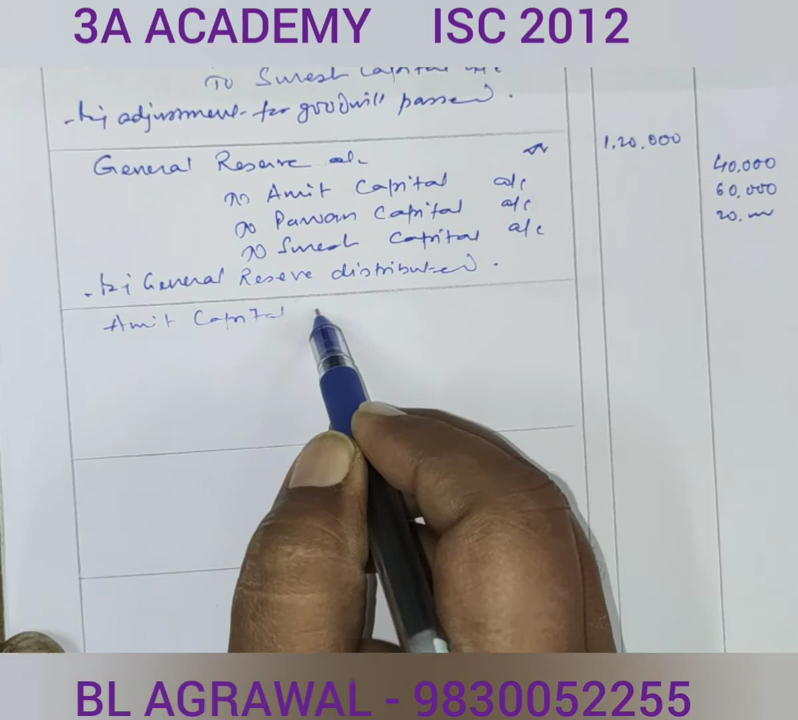 3A ACADEMY ISC 2012
To Suresh Capital a/c
- being adjustment for goodwill passed.
General Reserve a/c Dr 1,20,000
To Amit Capital a/c 40,000
To Pawan Capital a/c 60,000
To Suresh Capital a/c 20,000
- being General Reserve distributed.
Amit Capital
BL AGRAWAL - 9830052255